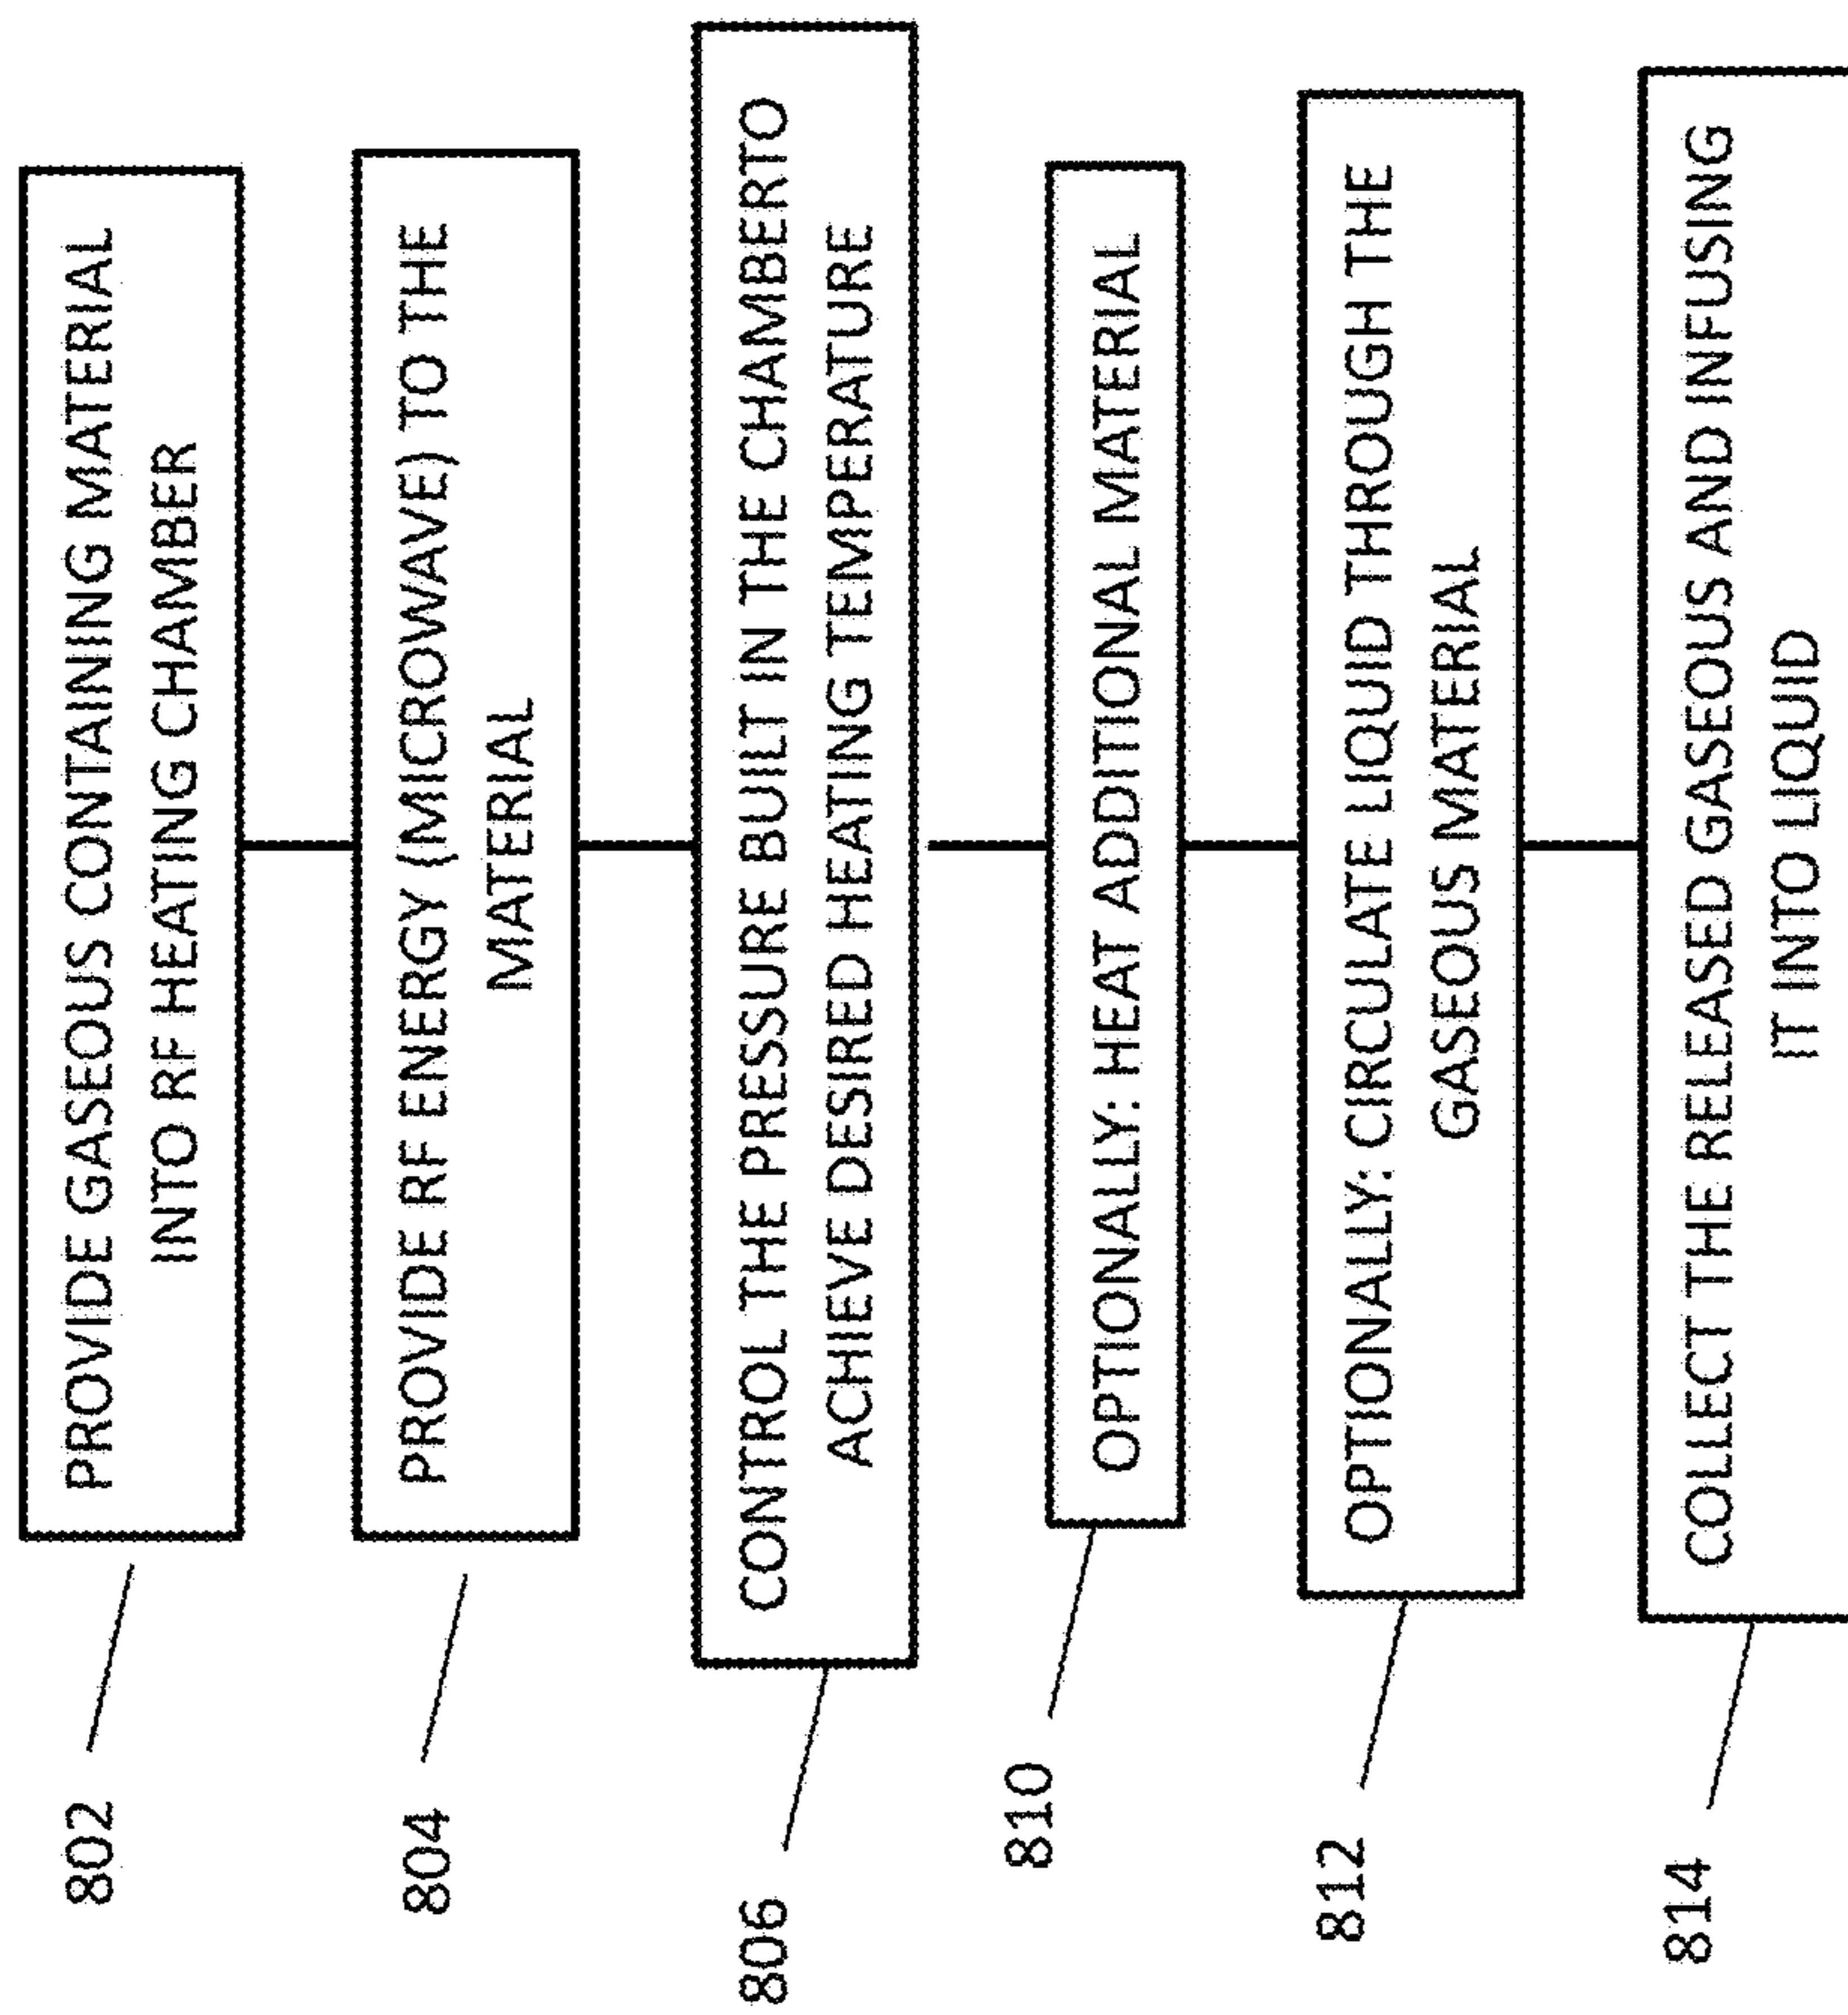 802
PROVIDE GASEOUS CONTAINING MATERIAL
INTO RF HEATING CHAMBER
804
PROVIDE RF ENERGY (MICROWAVE) TO THE
MATERIAL
806
CONTROL THE PRESSURE BUILT IN THE CHAMBERTO
ACHIEVE DESIRED HEATING TEMPERATURE
810
OPTIONALLY: HEAT ADDITIONAL MATERIAL
812
OPTIONALLY: CIRCULATE LIQUID THROUGH THE
GASEOUS MATERIAL
814
COLLECT THE RELEASED GASEOUS AND INFUSING
IT INTO LIQUID